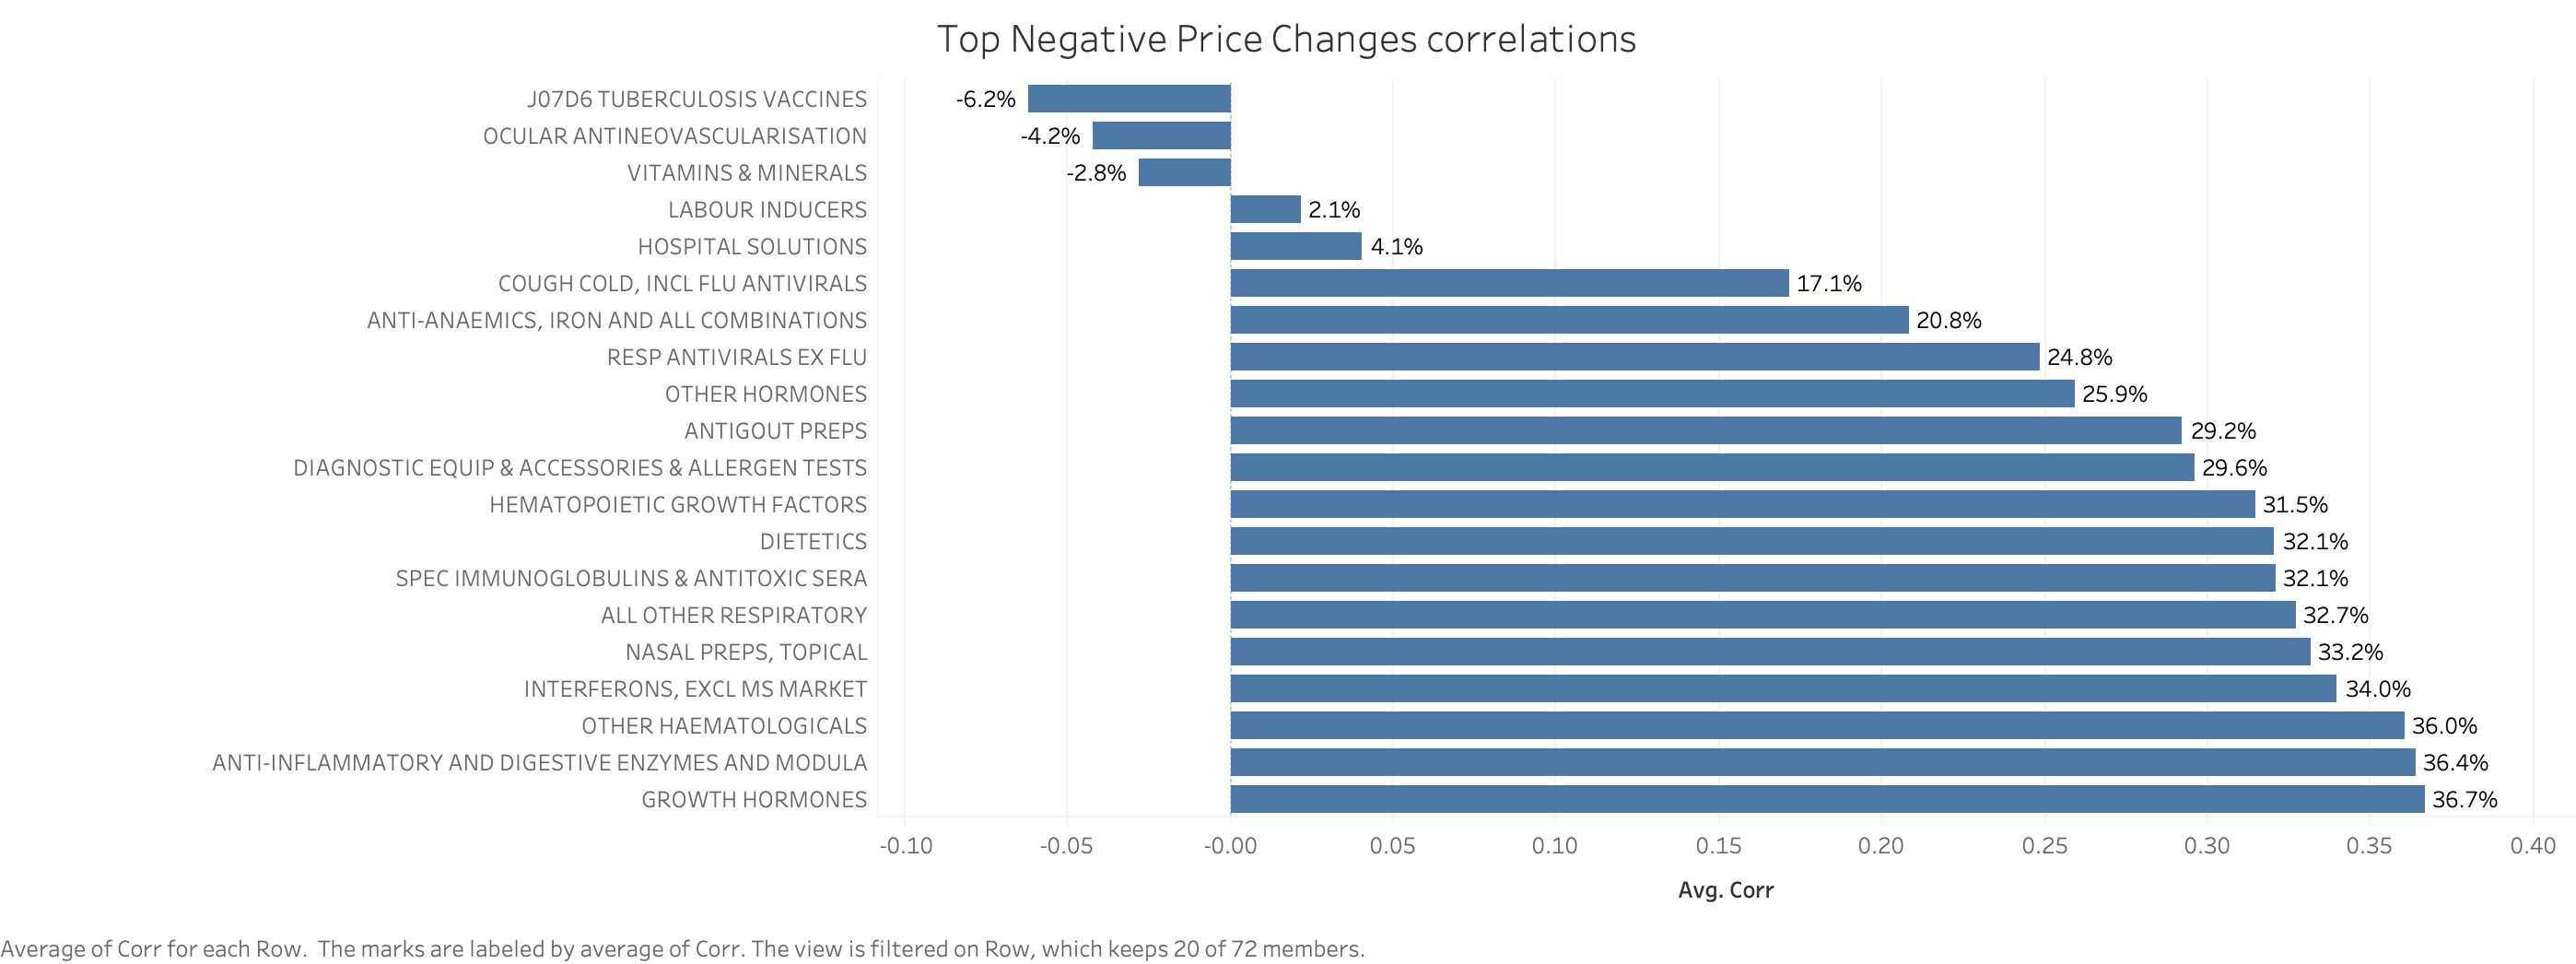 Top Negative Price Changes correlations
J07D6 TUBERCULOSIS VACCINES -6.2%
OCULAR ANTINEOVASCULARISATION -4.2%
VITAMINS & MINERALS -2.8%
LABOUR INDUCERS 2.1%
HOSPITAL SOLUTIONS 4.1%
COUGH COLD, INCL FLU ANTIVIRALS 17.1%
ANTI-ANAEMICS, IRON AND ALL COMBINATIONS 20.8%
RESP ANTIVIRALS EX FLU 24.8%
OTHER HORMONES 25.9%
ANTIGOUT PREPS 29.2%
DIAGNOSTIC EQUIP & ACCESSORIES & ALLERGEN TESTS 29.6%
HEMATOPOIETIC GROWTH FACTORS 31.5%
DIETETICS 32.1%
SPEC IMMUNOGLOBULINS & ANTITOXIC SERA 32.1%
ALL OTHER RESPIRATORY 32.7%
NASAL PREPS, TOPICAL 33.2%
INTERFERONS, EXCL MS MARKET 34.0%
OTHER HAEMATOLOGICALS 36.0%
ANTI-INFLAMMATORY AND DIGESTIVE ENZYMES AND MODULA 36.4%
GROWTH HORMONES 36.7%
-0.10 -0.05 -0.00 0.05 0.10 0.15 0.20 0.25 0.30 0.35 0.40
Avg. Corr
Average of Corr for each Row. The marks are labeled by average of Corr. The view is filtered on Row, which keeps 20 of 72 members.